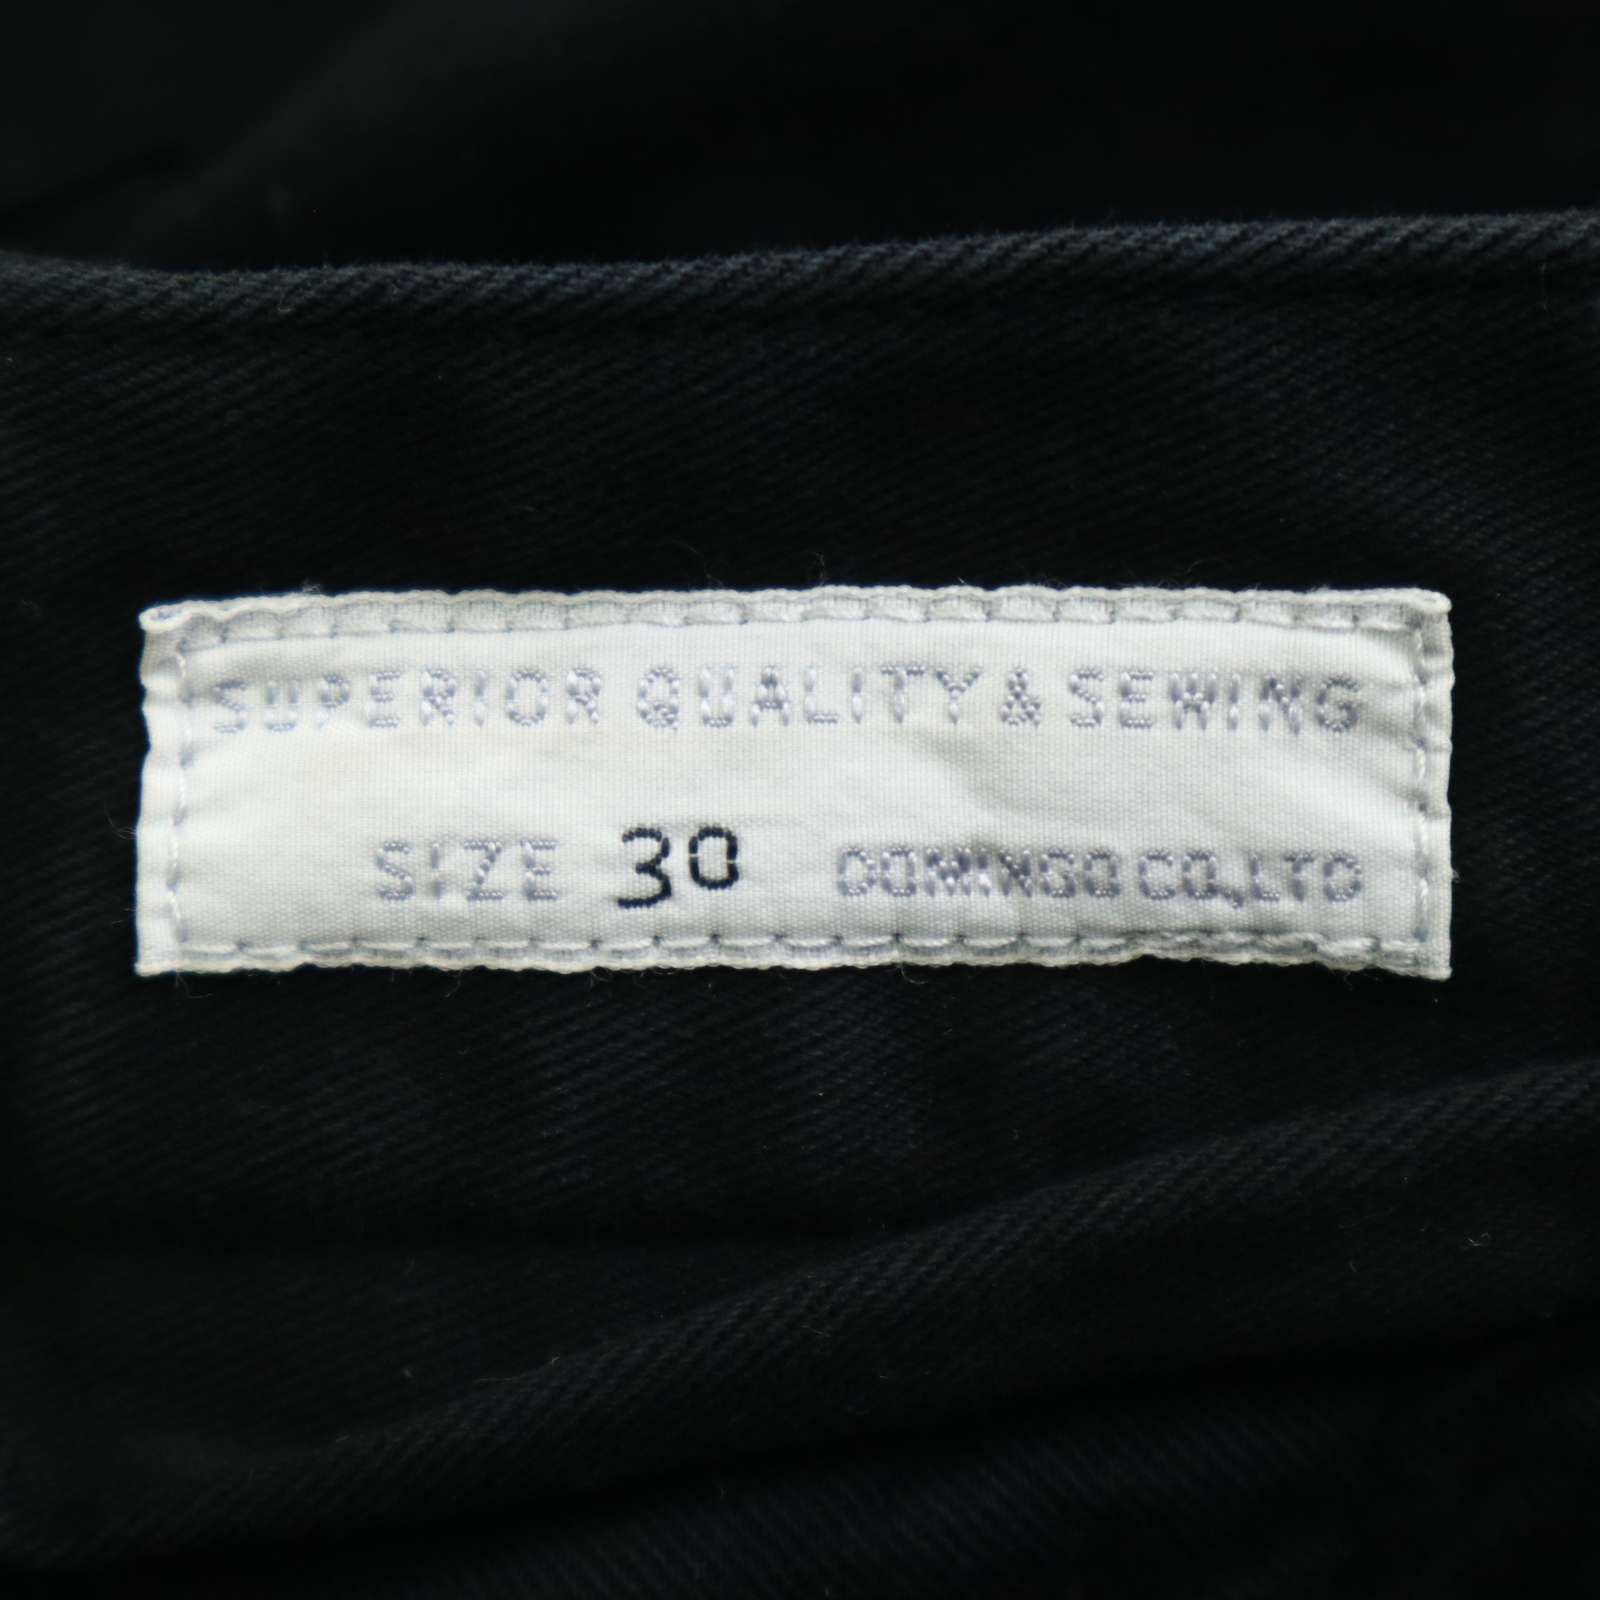 SUPERIOR QUALITY & SEWING
SIZE 30 DOMINGO CO.,LTD